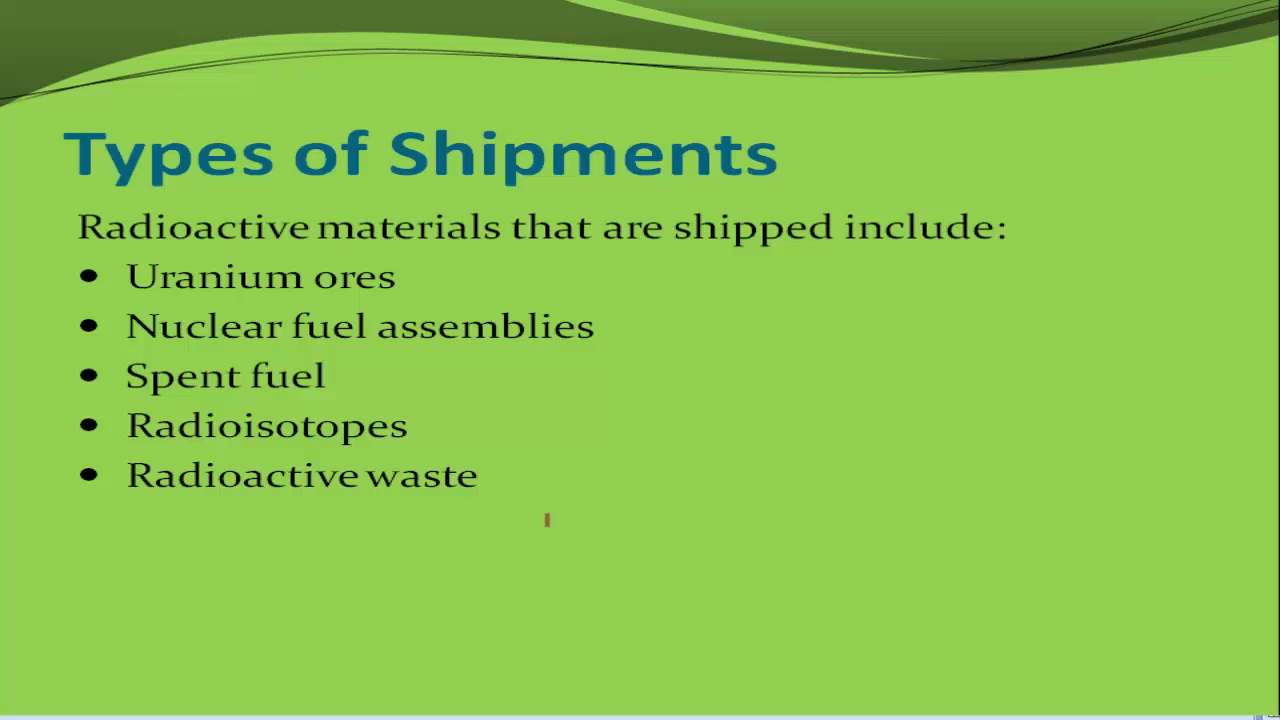 Types of Shipments
Radioactive materials that are shipped include:
• Uranium ores
• Nuclear fuel assemblies
• Spent fuel
• Radioisotopes
• Radioactive waste